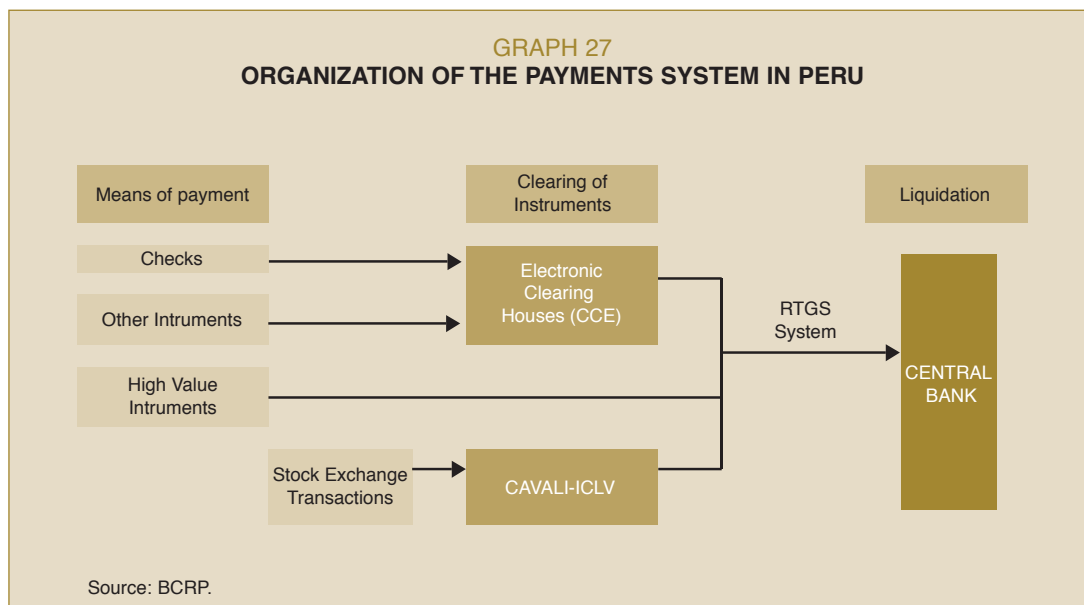 GRAPH 27
ORGANIZATION OF THE PAYMENTS SYSTEM IN PERU
Means of payment
Clearing of
Instruments
Liquidation
Checks
Other Intruments
High Value
Intruments
Stock Exchange
Transactions
Electronic
Clearing
Houses (CCE)
CAVALI-ICLV
RTGS
System
CENTRAL
BANK
Source: BCRP.